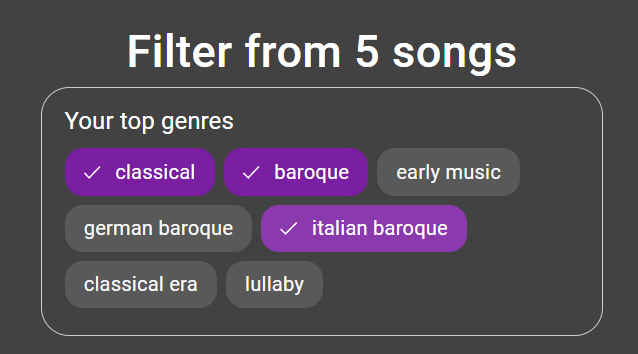 Filter from 5 songs
Your top genres
classical baroque early music
german baroque italian baroque
classical era lullaby